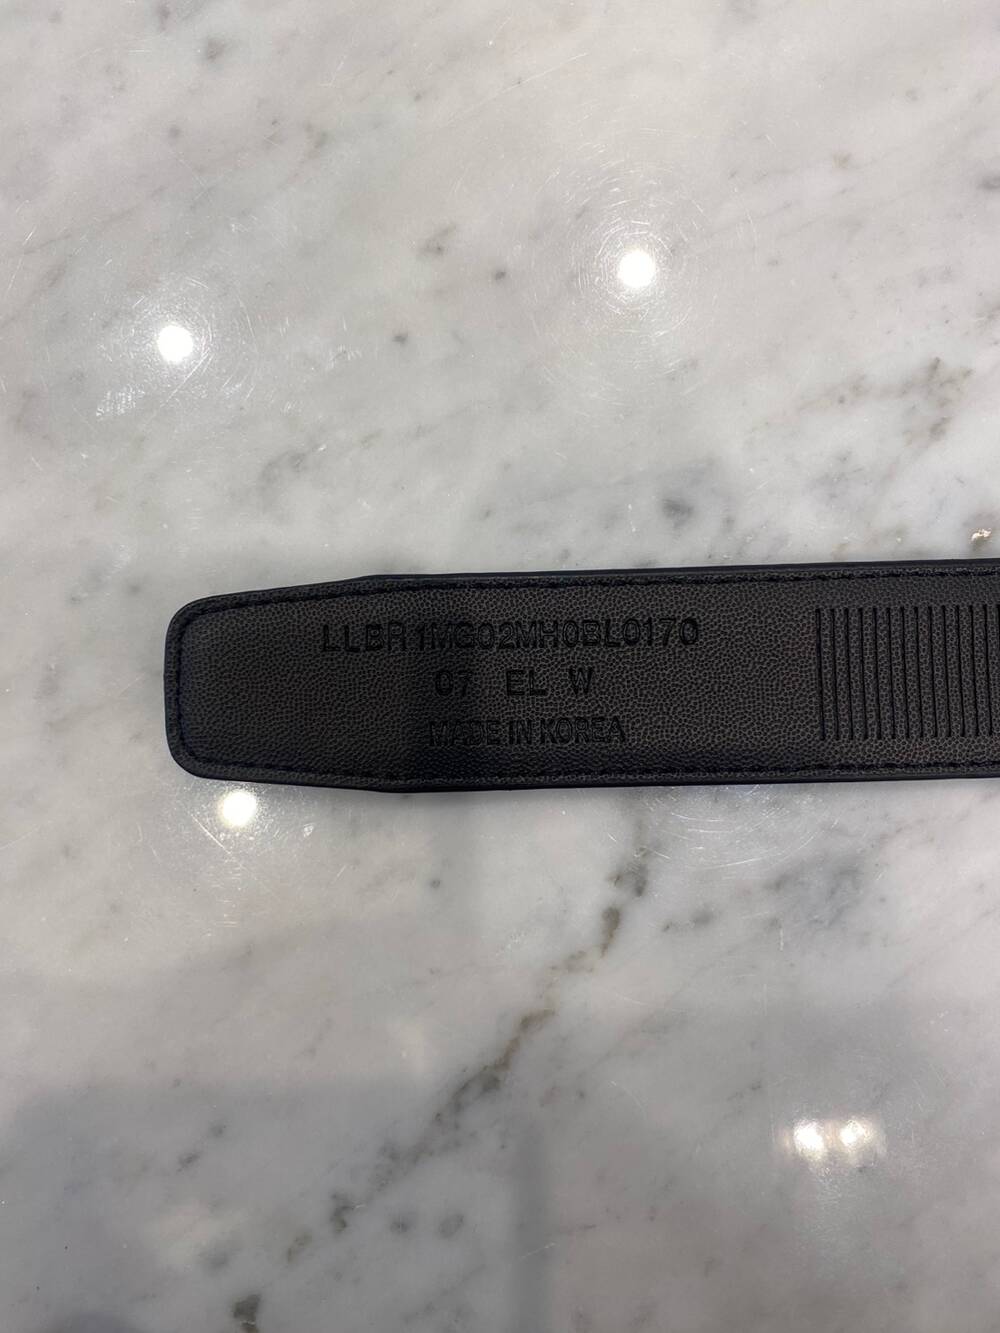 LLBR1MG02MH0BL0170
07 EL W
MADE IN KOREA